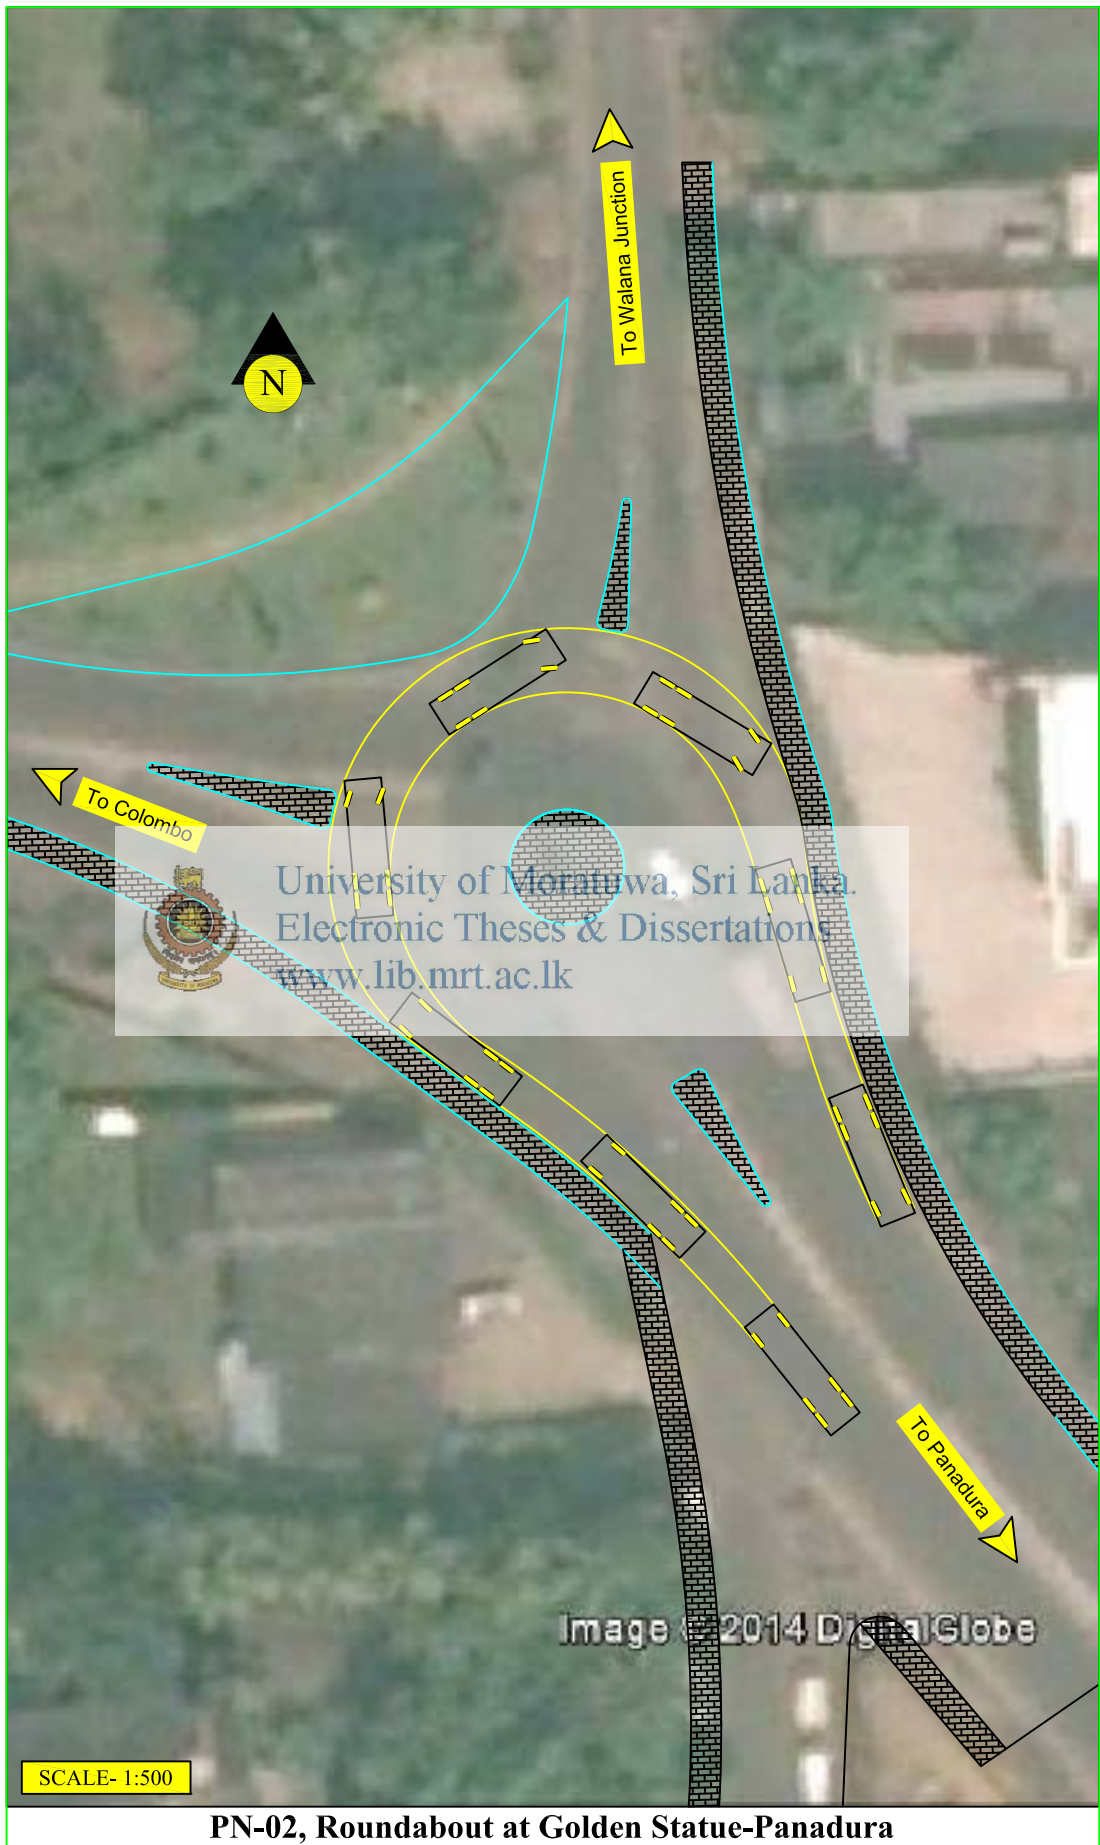 To Walana Junction
N
To Colombo
University of Moratuwa, Sri Lanka.
Electronic Theses & Dissertations
www.lib.mrt.ac.lk
To Panadura
Image © 2014 DigitalGlobe
SCALE- 1:500
PN-02, Roundabout at Golden Statue-Panadura